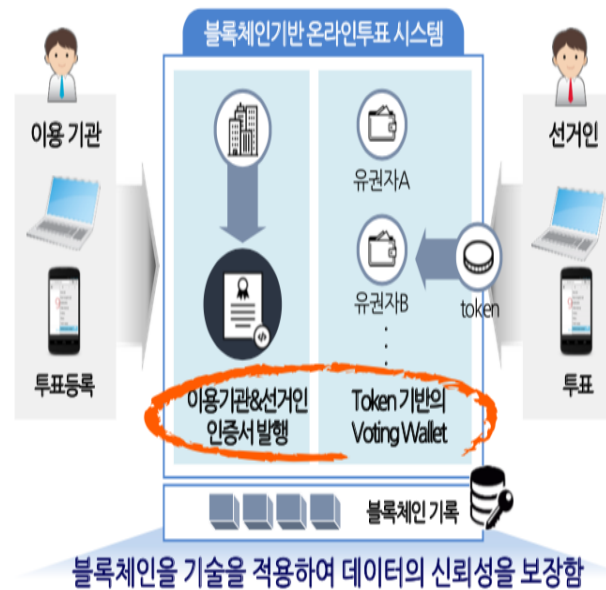 블록체인기반 온라인투표 시스템
이용 기관
투표등록
유권자A
유권자B
token
이용기관&선거인
인증서 발행
Token 기반의
Voting Wallet
선거인
투표
블록체인 기록
블록체인을 기술을 적용하여 데이터의 신뢰성을 보장함